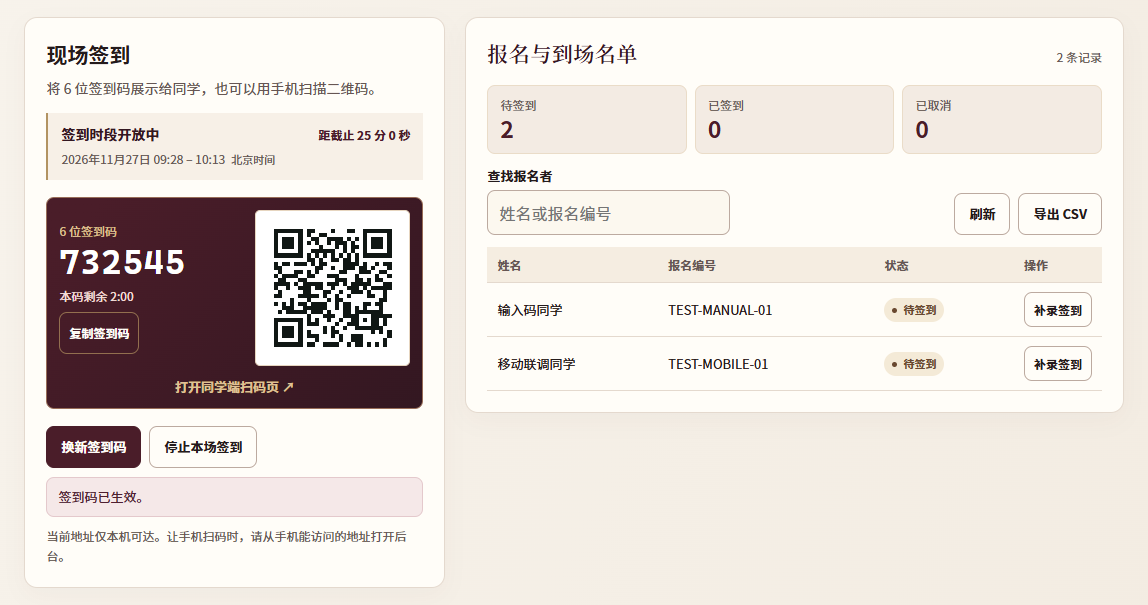 现场签到
将 6 位签到码展示给同学，也可以用手机扫描二维码。
签到时段开放中
距截止 25 分 0 秒
2026年11月27日 09:28 – 10:13 北京时间
6 位签到码
732545
本码剩余 2:00
复制签到码
打开同学端扫码页 ↗
换新签到码
停止本场签到
签到码已生效。
当前地址仅本机可达。让手机扫码时，请从手机能访问的地址打开后
台。
报名与到场名单
2 条记录
待签到
2
已签到
0
已取消
0
查找报名者
姓名或报名编号
刷新
导出 CSV
姓名 报名编号 状态 操作
输入码同学 TEST-MANUAL-01 待签到 补录签到
移动联调同学 TEST-MOBILE-01 待签到 补录签到